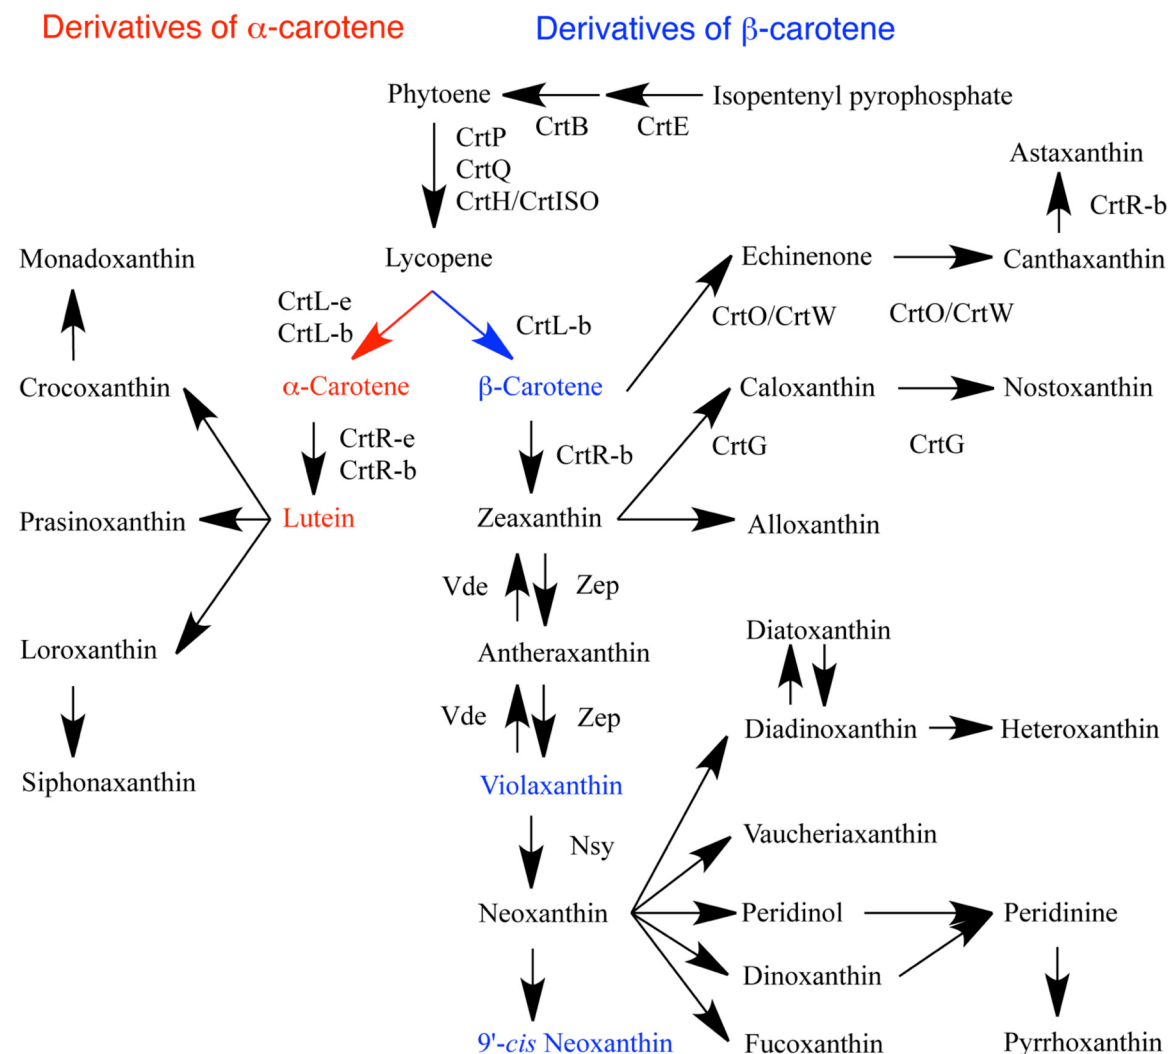 Derivatives of α-carotene
Derivatives of β-carotene
Phytoene
Isopentenyl pyrophosphate
CrtB
CrtE
CrtP
CrtQ
CrtH/CrtISO
Astaxanthin
CrtR-b
Monadoxanthin
Lycopene
Echinenone
Canthaxanthin
CrtL-e
CrtL-b
CrtL-b
CrtO/CrtW
CrtO/CrtW
Crocoxanthin
α-Carotene
β-Carotene
Caloxanthin
Nostoxanthin
CrtR-e
CrtR-b
CrtR-b
CrtG
CrtG
Prasinoxanthin
Lutein
Zeaxanthin
Alloxanthin
Vde
Zep
Loroxanthin
Antheraxanthin
Diatoxanthin
Vde
Zep
Diadinoxanthin
Heteroxanthin
Siphonaxanthin
Violaxanthin
Nsy
Vaucheriaxanthin
Neoxanthin
Peridinol
Peridinine
Dinoxanthin
9'-cis Neoxanthin
Fucoxanthin
Pyrrhoxanthin